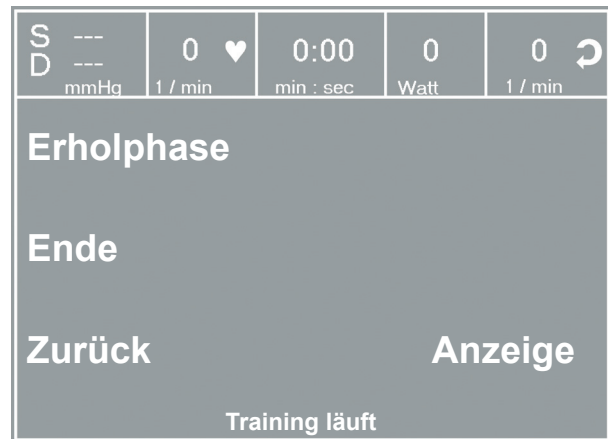 S --- 0 ♥ 0:00 0 0
D ---
mmHg 1 / min min : sec Watt 1 / min
Erholphase
Ende
Zurück Anzeige
Training läuft